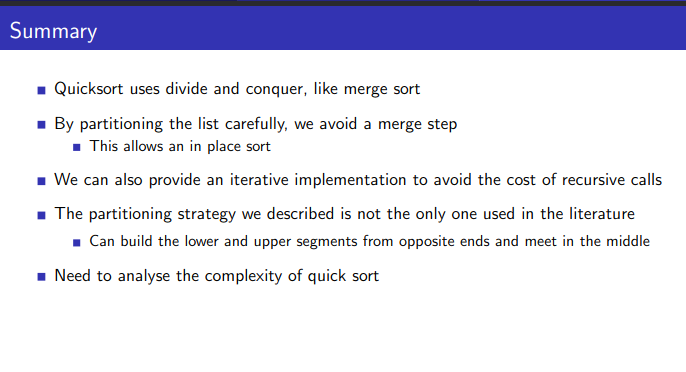 Summary
Quicksort uses divide and conquer, like merge sort
By partitioning the list carefully, we avoid a merge step
This allows an in place sort
We can also provide an iterative implementation to avoid the cost of recursive calls
The partitioning strategy we described is not the only one used in the literature
Can build the lower and upper segments from opposite ends and meet in the middle
Need to analyse the complexity of quick sort